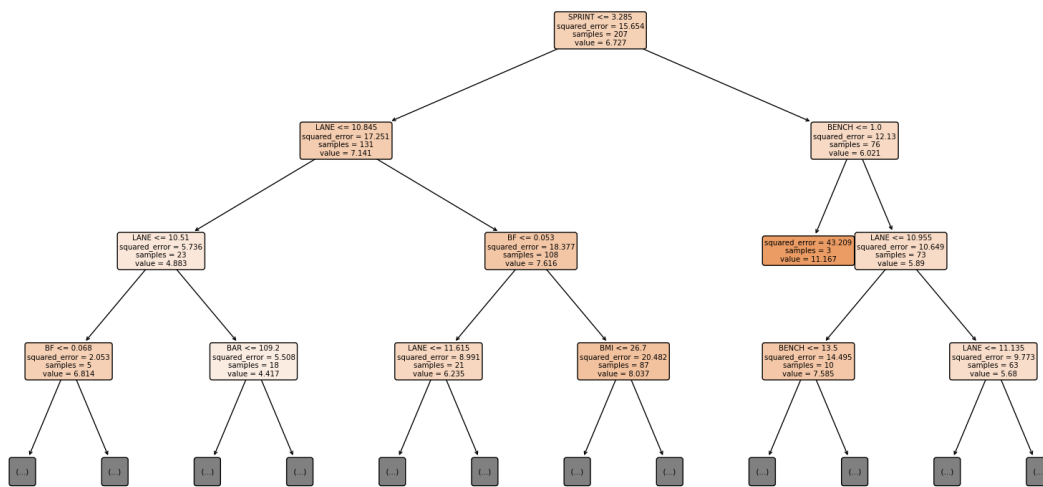 SPRINT <= 3.285
squared_error = 15.654
samples = 207
value = 6.727
LANE <= 10.845
squared_error = 17.251
samples = 131
value = 7.141
BENCH <= 1.0
squared_error = 12.13
samples = 76
value = 6.021
LANE <= 10.51
squared_error = 5.736
samples = 23
value = 4.883
BF <= 0.053
squared_error = 18.377
samples = 108
value = 7.616
squared_error = 43.209
samples = 3
value = 11.167
LANE <= 10.955
squared_error = 10.649
samples = 73
value = 5.89
BF <= 0.068
squared_error = 2.053
samples = 5
value = 6.814
BAR <= 109.2
squared_error = 5.508
samples = 18
value = 4.417
LANE <= 11.615
squared_error = 8.991
samples = 21
value = 6.235
BMI <= 26.7
squared_error = 20.482
samples = 87
value = 8.037
BENCH <= 13.5
squared_error = 14.495
samples = 10
value = 7.585
LANE <= 11.135
squared_error = 9.773
samples = 63
value = 5.68
(...)
(...)
(...)
(...)
(...)
(...)
(...)
(...)
(...)
(...)
(...)
(...)